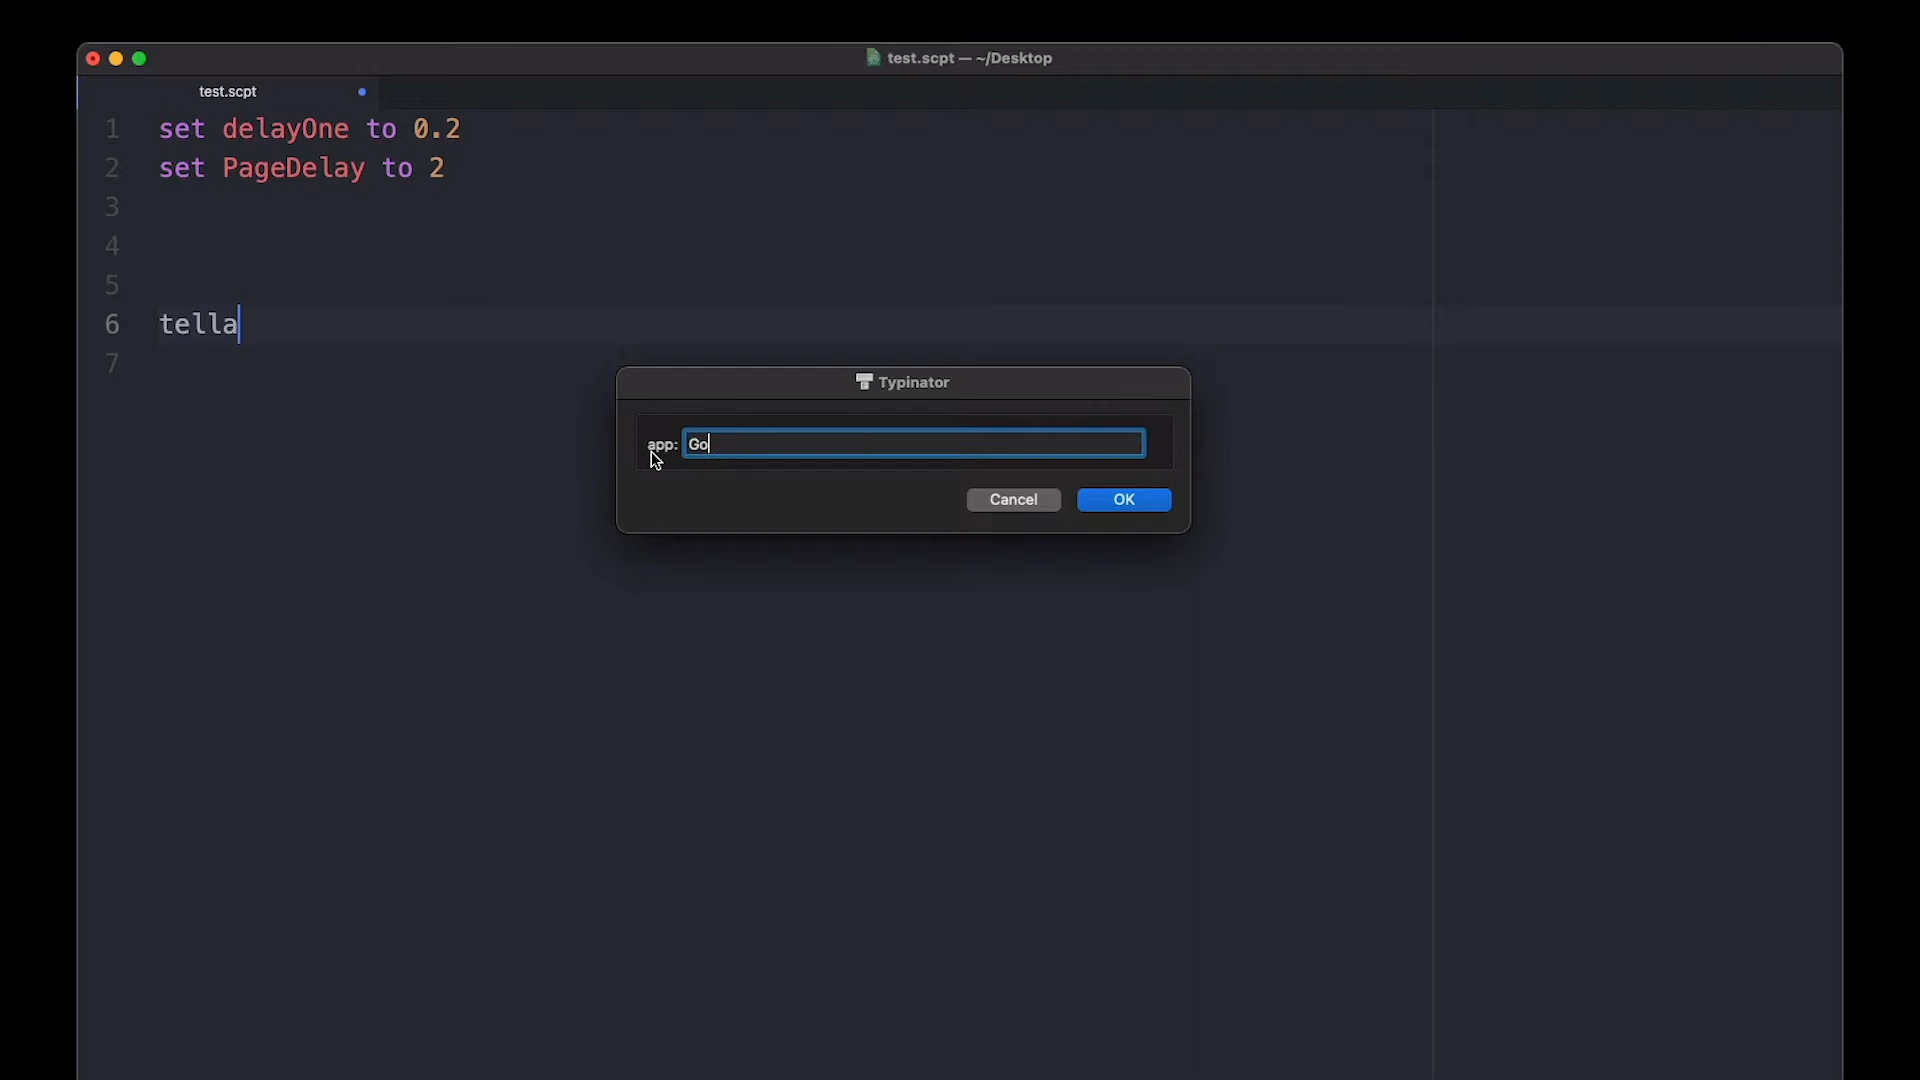 test.scpt — ~/Desktop
test.scpt
1 set delayOne to 0.2
2 set PageDelay to 2
3
4
5
6 tella
7
Typinator
app: Go
Cancel OK